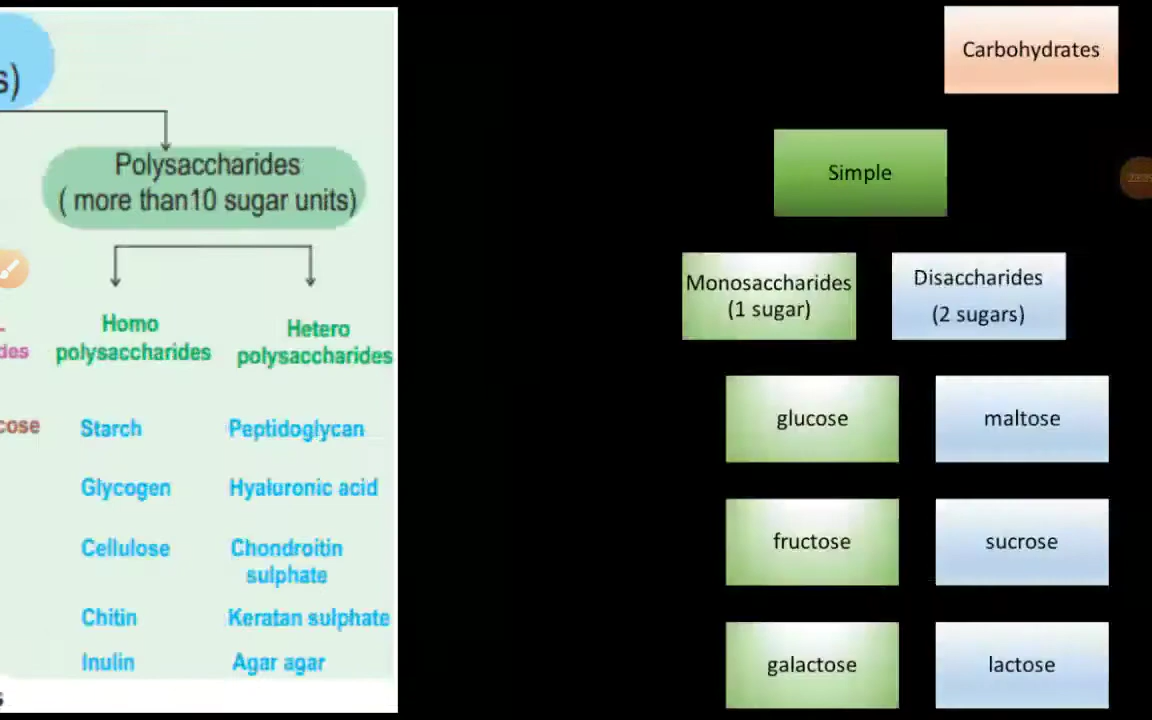 s)
Polysaccharides
( more than10 sugar units)
des
Homo
polysaccharides
Hetero
polysaccharides
cose
Starch
Peptidoglycan
Glycogen
Hyaluronic acid
Cellulose
Chondroitin
sulphate
Chitin
Keratan sulphate
Inulin
Agar agar
s
Carbohydrates
Simple
Monosaccharides
(1 sugar)
Disaccharides
(2 sugars)
glucose
maltose
fructose
sucrose
galactose
lactose